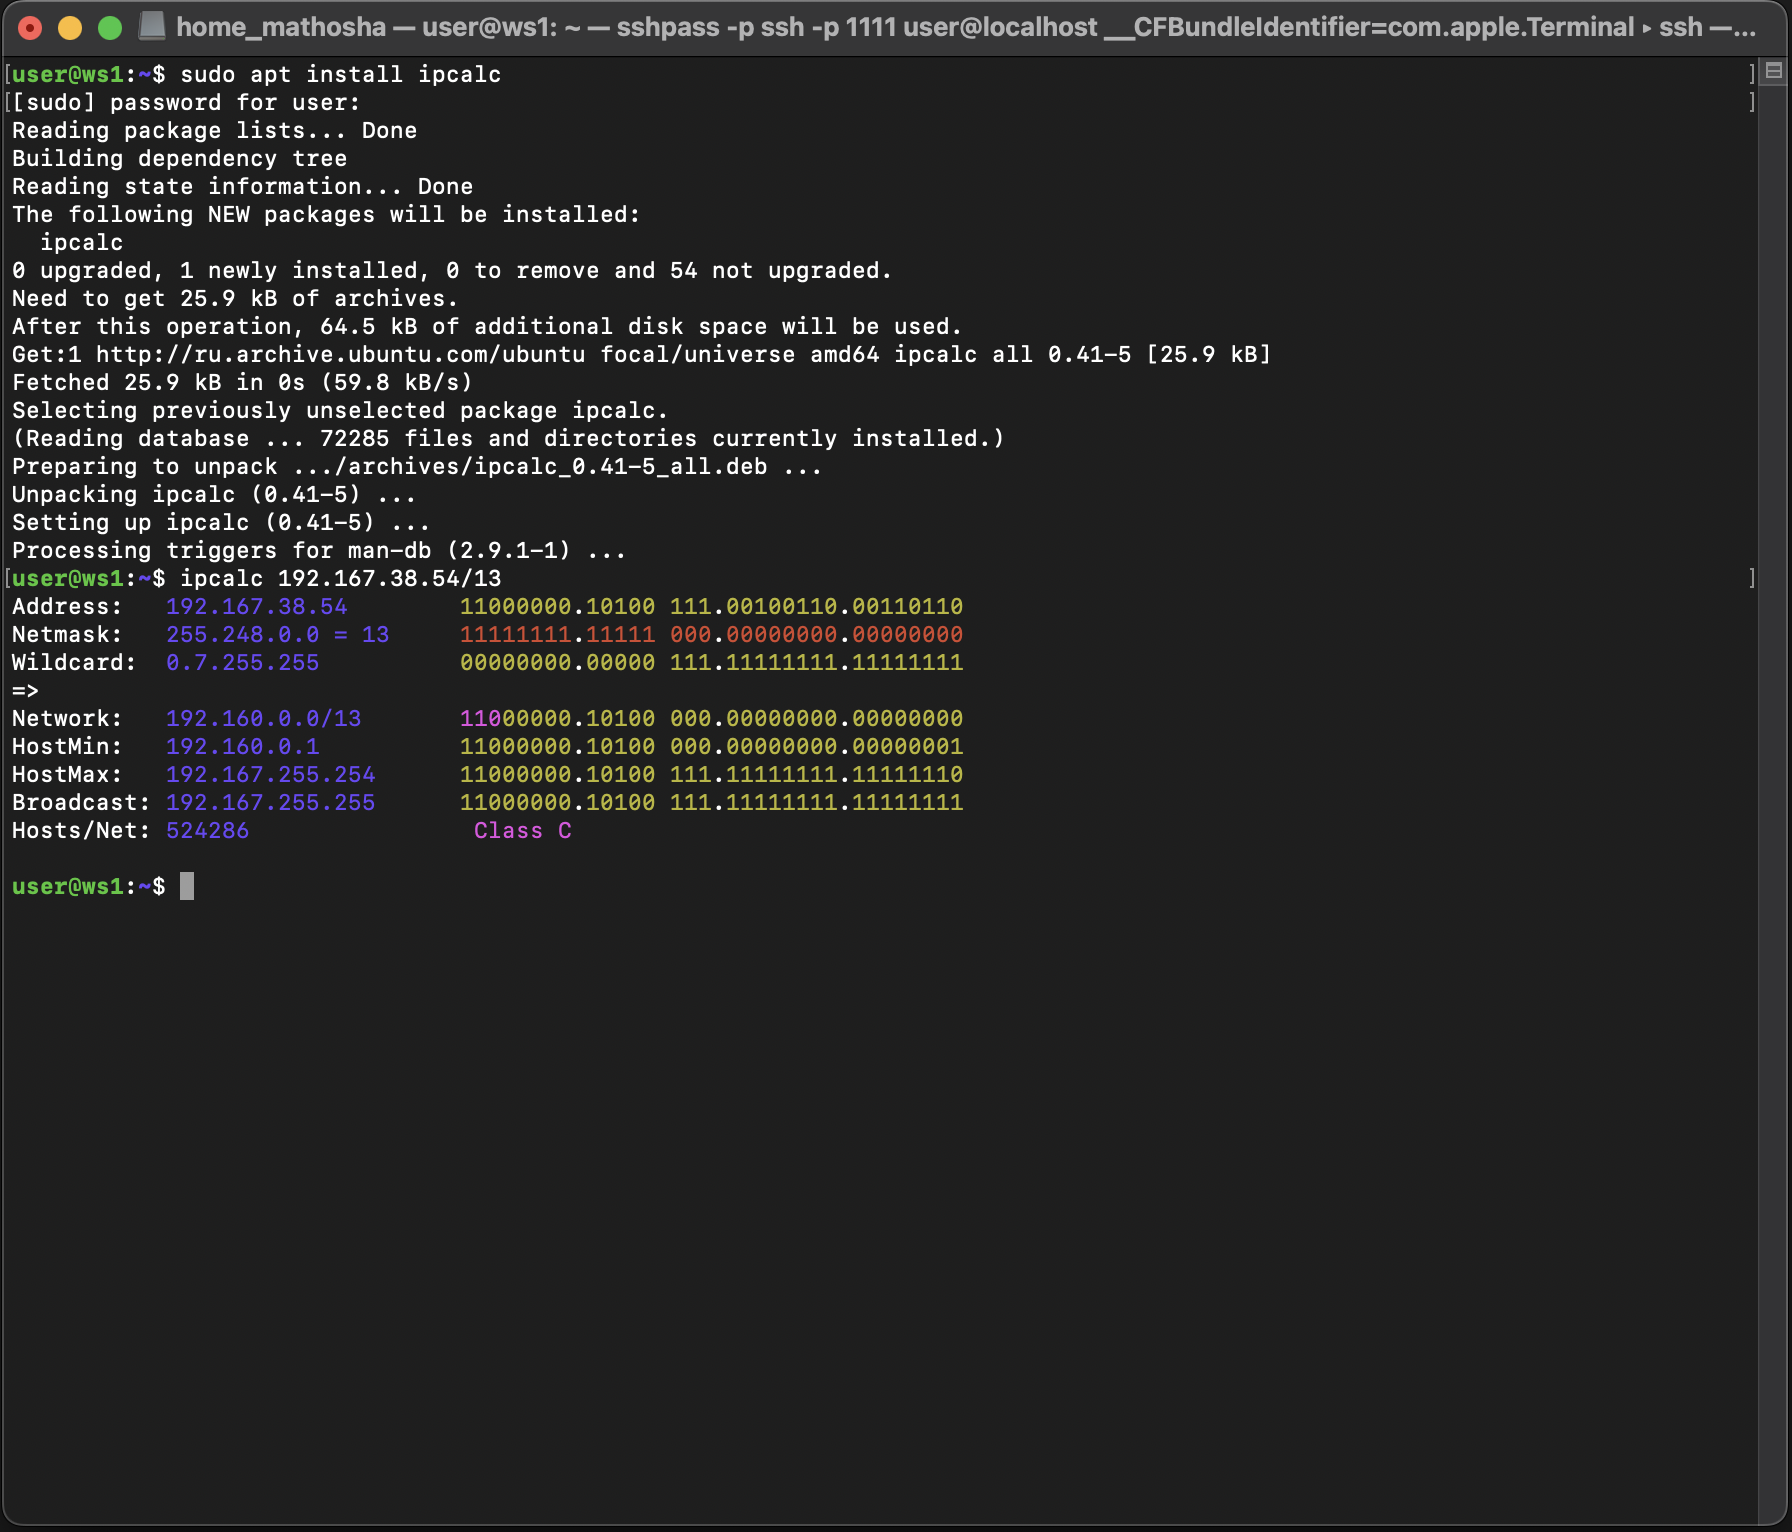 home_mathosha — user@ws1: ~ — sshpass -p ssh -p 1111 user@localhost __CFBundleIdentifier=com.apple.Terminal ▸ ssh —...
[user@ws1:~$ sudo apt install ipcalc ]
[[sudo] password for user: ]
Reading package lists... Done
Building dependency tree
Reading state information... Done
The following NEW packages will be installed:
  ipcalc
0 upgraded, 1 newly installed, 0 to remove and 54 not upgraded.
Need to get 25.9 kB of archives.
After this operation, 64.5 kB of additional disk space will be used.
Get:1 http://ru.archive.ubuntu.com/ubuntu focal/universe amd64 ipcalc all 0.41-5 [25.9 kB]
Fetched 25.9 kB in 0s (59.8 kB/s)
Selecting previously unselected package ipcalc.
(Reading database ... 72285 files and directories currently installed.)
Preparing to unpack .../archives/ipcalc_0.41-5_all.deb ...
Unpacking ipcalc (0.41-5) ...
Setting up ipcalc (0.41-5) ...
Processing triggers for man-db (2.9.1-1) ...
[user@ws1:~$ ipcalc 192.167.38.54/13 ]
Address:   192.167.38.54        11000000.10100 111.00100110.00110110
Netmask:   255.248.0.0 = 13     11111111.11111 000.00000000.00000000
Wildcard:  0.7.255.255          00000000.00000 111.11111111.11111111
=>
Network:   192.160.0.0/13       11000000.10100 000.00000000.00000000
HostMin:   192.160.0.1          11000000.10100 000.00000000.00000001
HostMax:   192.167.255.254      11000000.10100 111.11111111.11111110
Broadcast: 192.167.255.255      11000000.10100 111.11111111.11111111
Hosts/Net: 524286                Class C
user@ws1:~$